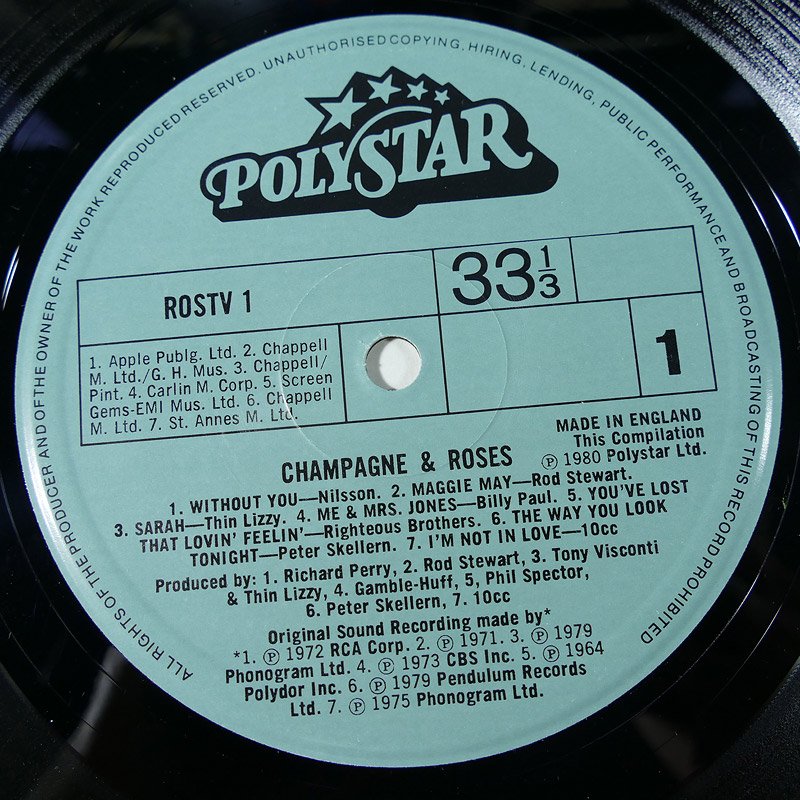 ALL RIGHTS OF THE PRODUCER AND OF THE OWNER OF THE WORK REPRODUCED RESERVED. UNAUTHORISED COPYING, HIRING, LENDING, PUBLIC PERFORMANCE AND BROADCASTING OF THIS RECORD PROHIBITED
POLYSTAR
ROSTV 1
33 1/3
1. Apple Publg. Ltd. 2. Chappell
M. Ltd./G. H. Mus. 3. Chappell/
Pint. 4. Carlin M. Corp. 5. Screen
Gems-EMI Mus. Ltd. 6. Chappell
M. Ltd. 7. St. Annes M. Ltd.
1
MADE IN ENGLAND
This Compilation
℗ 1980 Polystar Ltd.
CHAMPAGNE & ROSES
1. WITHOUT YOU—Nilsson. 2. MAGGIE MAY—Rod Stewart.
3. SARAH—Thin Lizzy. 4. ME & MRS. JONES—Billy Paul. 5. YOU'VE LOST
THAT LOVIN' FEELIN'—Righteous Brothers. 6. THE WAY YOU LOOK
TONIGHT—Peter Skellern. 7. I'M NOT IN LOVE—10cc
Produced by: 1. Richard Perry, 2. Rod Stewart, 3. Tony Visconti
& Thin Lizzy, 4. Gamble-Huff, 5, Phil Spector,
6. Peter Skellern, 7. 10cc
Original Sound Recording made by*
*1. ℗ 1972 RCA Corp. 2. ℗ 1971. 3. ℗ 1979
Phonogram Ltd. 4. ℗ 1973 CBS Inc. 5. ℗ 1964
Polydor Inc. 6. ℗ 1979 Pendulum Records
Ltd. 7. ℗ 1975 Phonogram Ltd.